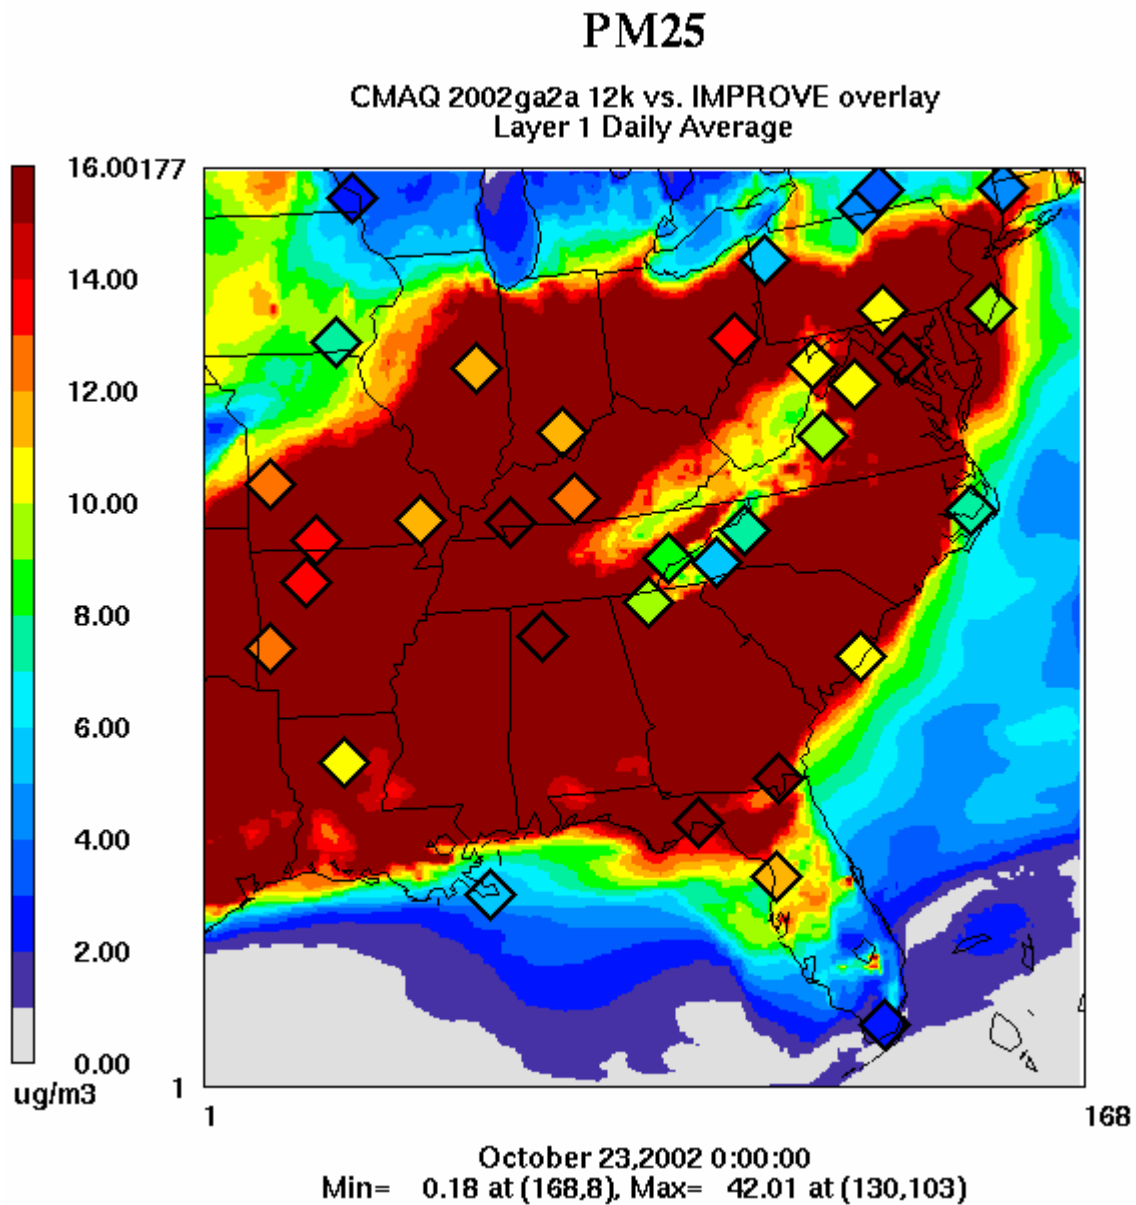 PM25
CMAQ 2002ga2a 12k vs. IMPROVE overlay
Layer 1 Daily Average
16.00 177
14.00
12.00
10.00
8.00
6.00
4.00
2.00
0.00
ug/m3
1
1 168
October 23,2002 0:00:00
Min= 0.18 at (168,8), Max= 42.01 at (130,103)